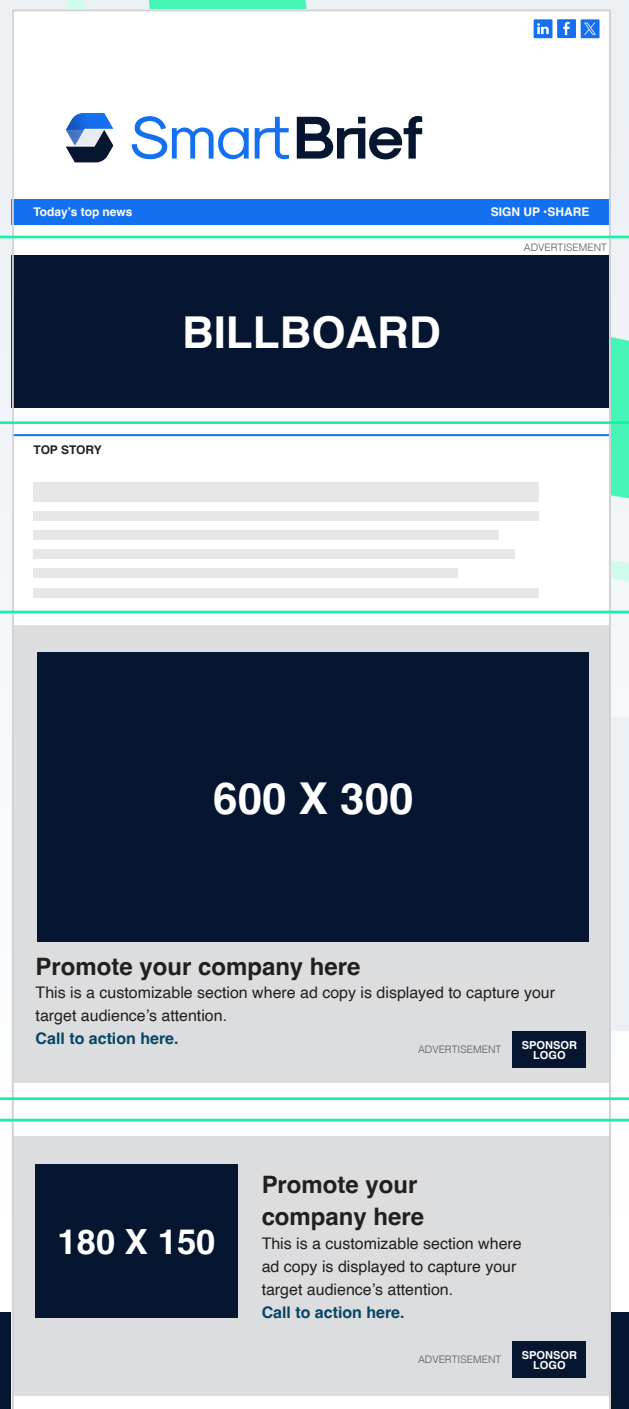 in f X
SmartBrief
Today’s top news SIGN UP •SHARE
ADVERTISEMENT
BILLBOARD
TOP STORY
600 X 300
Promote your company here
This is a customizable section where ad copy is displayed to capture your
target audience’s attention.
Call to action here.
ADVERTISEMENT
SPONSOR
LOGO
180 X 150
Promote your
company here
This is a customizable section where
ad copy is displayed to capture your
target audience’s attention.
Call to action here.
ADVERTISEMENT
SPONSOR
LOGO